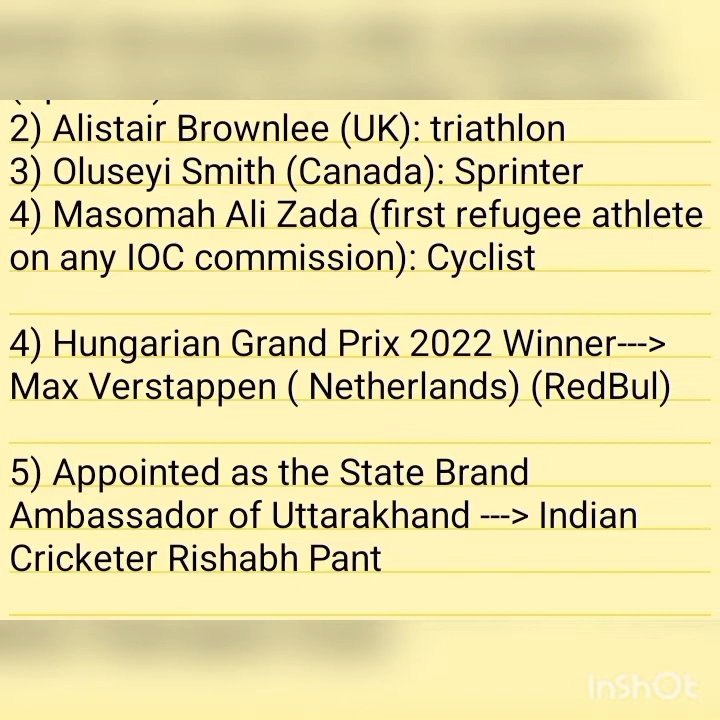 2) Alistair Brownlee (UK): triathlon
3) Oluseyi Smith (Canada): Sprinter
4) Masomah Ali Zada (first refugee athlete
on any IOC commission): Cyclist
4) Hungarian Grand Prix 2022 Winner--->
Max Verstappen ( Netherlands) (RedBul)
5) Appointed as the State Brand
Ambassador of Uttarakhand ---> Indian
Cricketer Rishabh Pant
InShOt